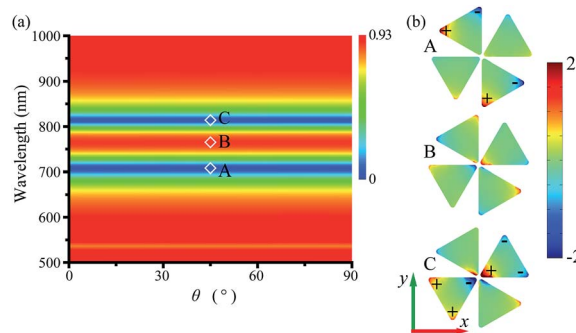 (a)
(b)
1000
900
800
700
600
500
Wavelength (nm)
0
30
60
90
θ (°)
C
B
A
0.93
0
A
-
+
-
+
B
C
-
+
-
+
-
+
y
x
2
-2